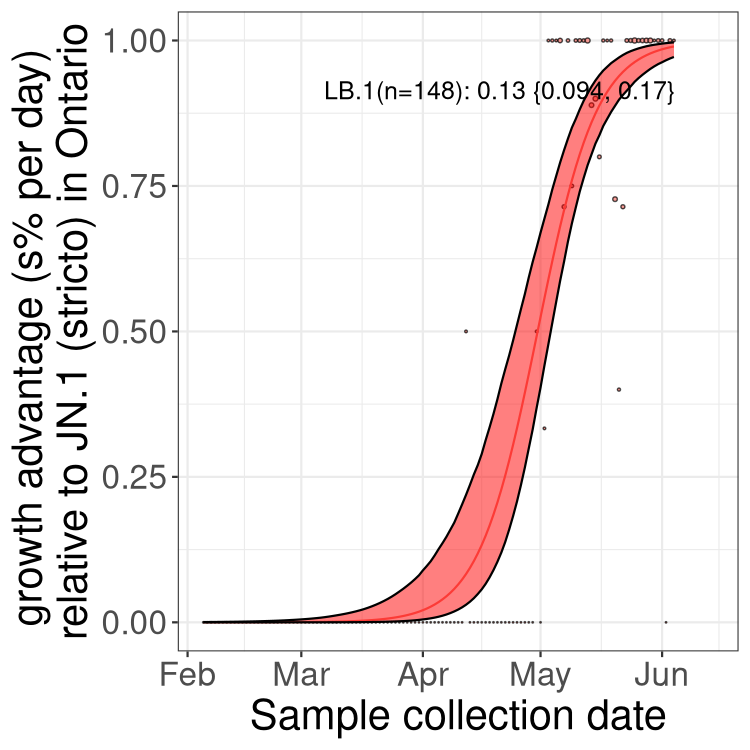 growth advantage (s% per day)
relative to JN.1 (stricto) in Ontario
1.00
0.75
0.50
0.25
0.00
LB.1(n=148): 0.13 {0.094, 0.17}
Feb Mar Apr May Jun
Sample collection date